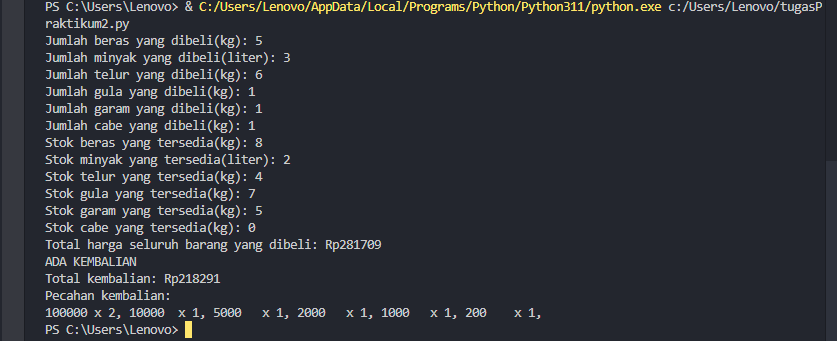 PS C:\Users\Lenovo> & C:/Users/Lenovo/AppData/Local/Programs/Python/Python311/python.exe c:/Users/Lenovo/tugasP
raktikum2.py
Jumlah beras yang dibeli(kg): 5
Jumlah minyak yang dibeli(liter): 3
Jumlah telur yang dibeli(kg): 6
Jumlah gula yang dibeli(kg): 1
Jumlah garam yang dibeli(kg): 1
Jumlah cabe yang dibeli(kg): 1
Stok beras yang tersedia(kg): 8
Stok minyak yang tersedia(liter): 2
Stok telur yang tersedia(kg): 4
Stok gula yang tersedia(kg): 7
Stok garam yang tersedia(kg): 5
Stok cabe yang tersedia(kg): 0
Total harga seluruh barang yang dibeli: Rp281709
ADA KEMBALIAN
Total kembalian: Rp218291
Pecahan kembalian:
100000 x 2, 10000  x 1, 5000   x 1, 2000   x 1, 1000   x 1, 200    x 1,
PS C:\Users\Lenovo>